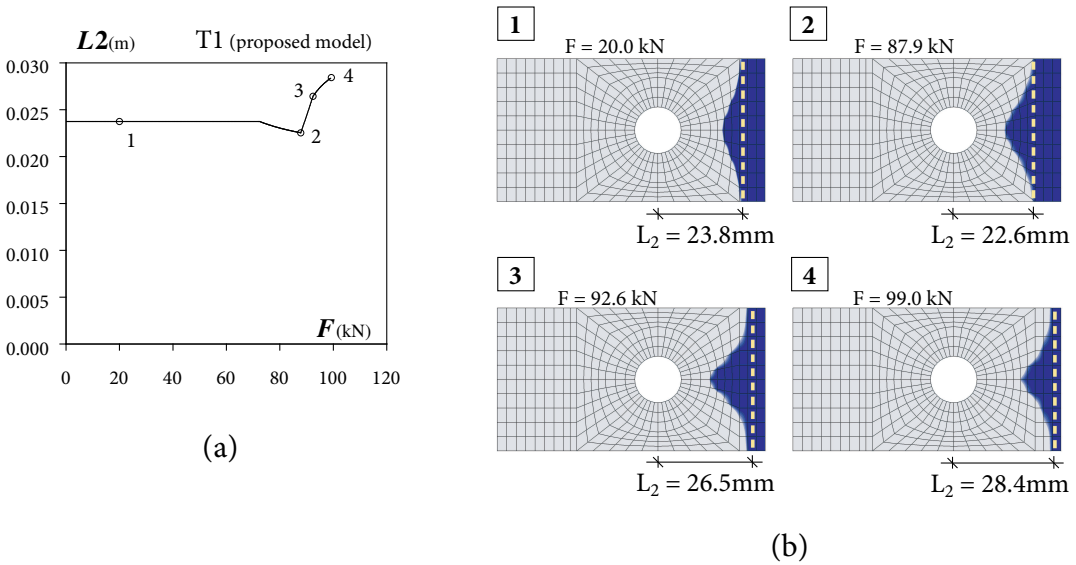 L2(m)
T1 (proposed model)
0.030
0.025
0.020
0.015
0.010
0.005
0.000
1
2
3
4
F(kN)
0
20
40
60
80
100
120
(a)
1
F = 20.0 kN
L₂ = 23.8mm
2
F = 87.9 kN
L₂ = 22.6mm
3
F = 92.6 kN
L₂ = 26.5mm
4
F = 99.0 kN
L₂ = 28.4mm
(b)